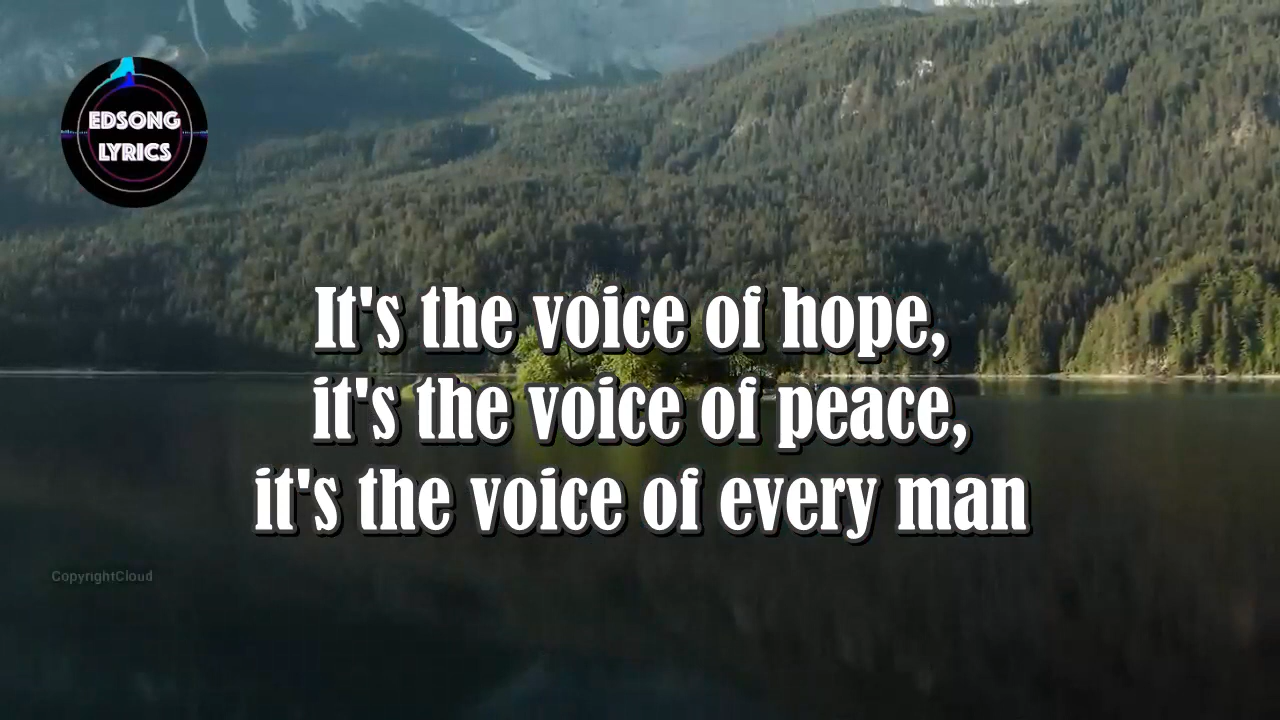 EDSONG
LYRICS
It's the voice of hope,
it's the voice of peace,
it's the voice of every man
CopyrightCloud